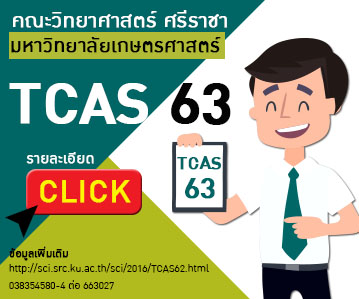 คณะวิทยาศาสตร์ ศรีราชา
มหาวิทยาลัยเกษตรศาสตร์
TCAS 63
รายละเอียด
CLICK
TCAS
63
ข้อมูลเพิ่มเติม
http://sci.src.ku.ac.th/sci/2016/TCAS62.html
038354580-4 ต่อ 663027